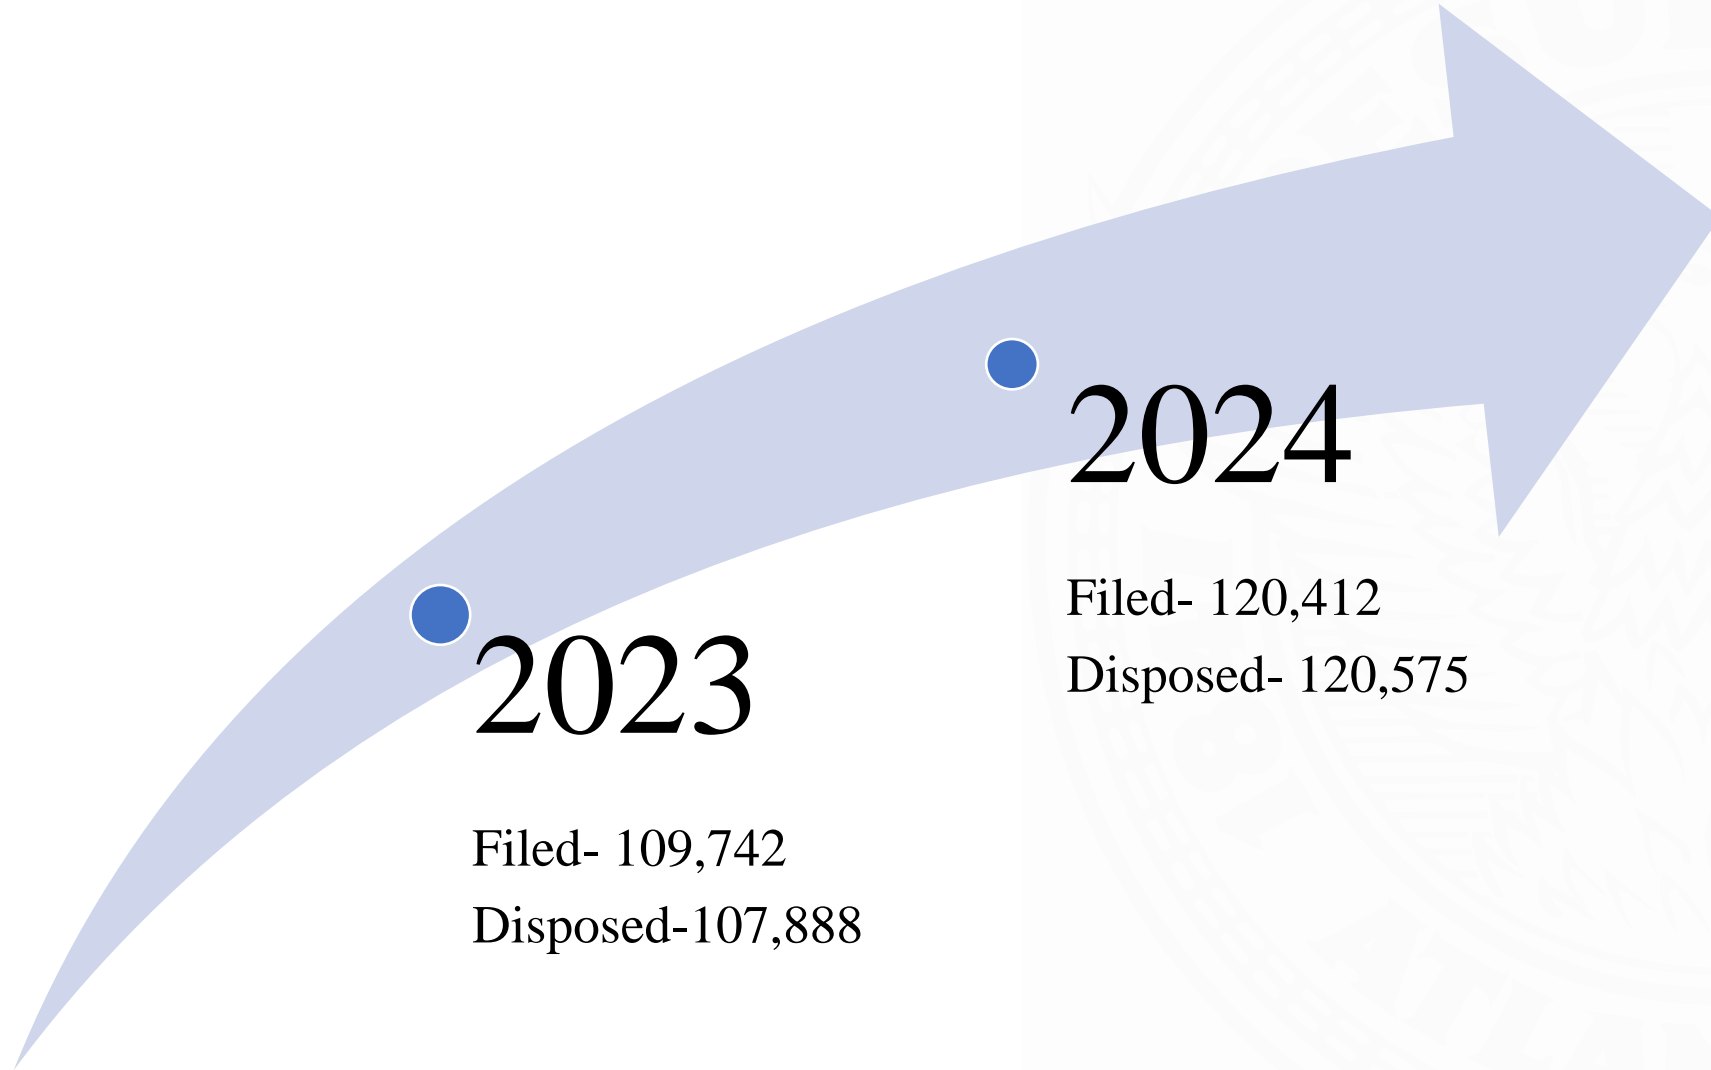 2023
Filed- 109,742
Disposed-107,888
2024
Filed- 120,412
Disposed- 120,575